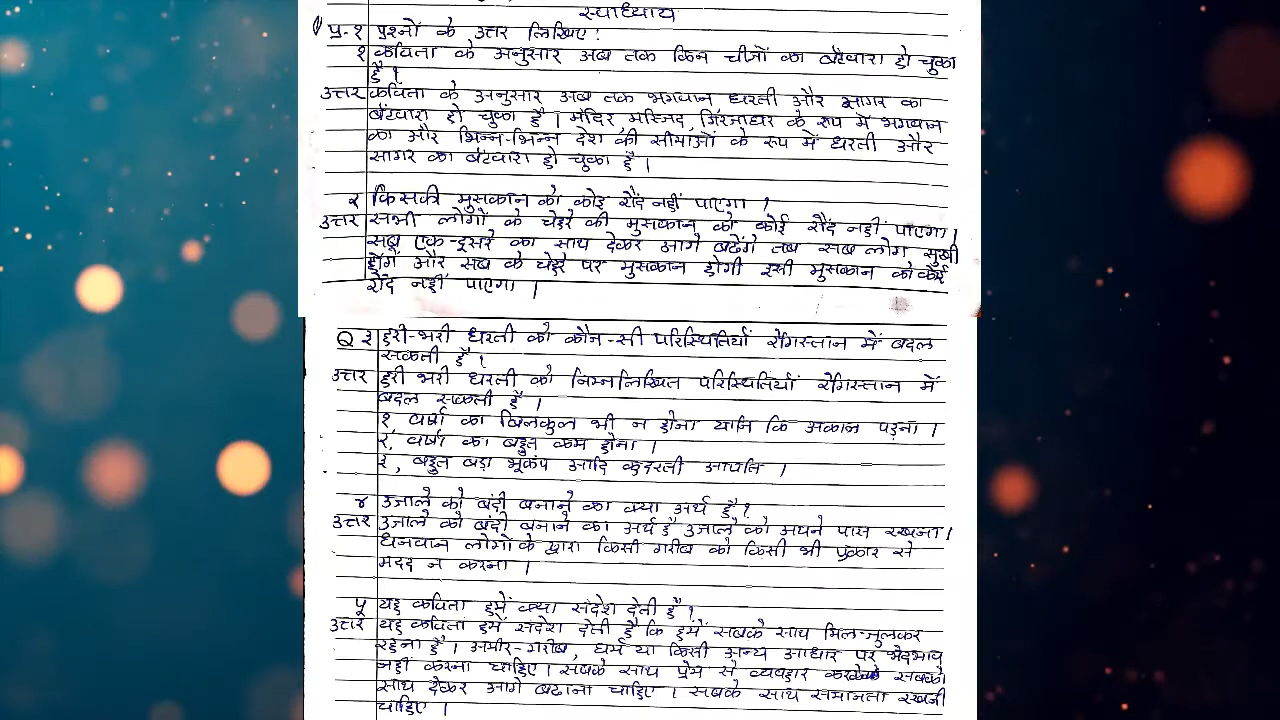 स्वाध्याय
प्र-१ प्रश्नों के उत्तर लिखिए!
१ कविता के अनुसार अब तक किन चीजों का बँटवारा हो चुका
है?
उत्तर कविता के अनुसार अब तक भगवान धरती और सागर का
बँटवारा हो चुका है। मंदिर, मस्जिद, गिरजाघर के रूप में भगवान
का और भिन्न-भिन्न देश की सीमाओं के रूप में धरती और
सागर का बँटवारा हो चुका है।
२ किसकी मुसकान को कोई रौंद नहीं पाएगा ?
उत्तर सभी लोगों के चेहरे की मुसकान को कोई रौंद नहीं पाएगा।
सब एक-दूसरे का साथ देकर आगे बढेंगे तब सब लोग सुखी
होंगे और सब के चेहरे पर मुसकान होगी इसी मुसकान को कोई
रौंद नहीं पाएगा ।
Q ३ हरी-भरी धरती को कौन-सी परिस्थितियाँ रेगिस्तान में बदल
सकती है ?
उत्तर हरी भरी धरती को निम्नलिखित परिस्थितियाँ रेगिस्तान में
बदल सकती है ।
१ वर्षा का बिलकुल भी न होना यानि कि अकाल पड़ना ।
२, वर्षा का बहुत कम होना ।
३, बहुत बड़ा भूकंप आदि कुदरती आपत्ति ।
४ उजाले को बंदी बनाने का क्या अर्थ है ?
उत्तर उजाले को बंदी बनाने का अर्थ है उजाले को अपने पास रखना।
धनवान लोगों के द्वारा किसी गरीब को किसी भी प्रकार से
मदद न करना ।
५ यह कविता हमें क्या संदेश देती है ?
उत्तर यह कविता हमें संदेश देती है कि हमें सबके साथ मिल-जुलकर
रहना है । अमीर-गरीब, धर्म या किसी अन्य आधार पर भेदभाव
नहीं करना चाहिए। सबके साथ प्रेम से व्यवहार करके सबको
साथ देकर आगे बढाना चाहिए । सबके साथ समानता रखनी
चाहिए ।